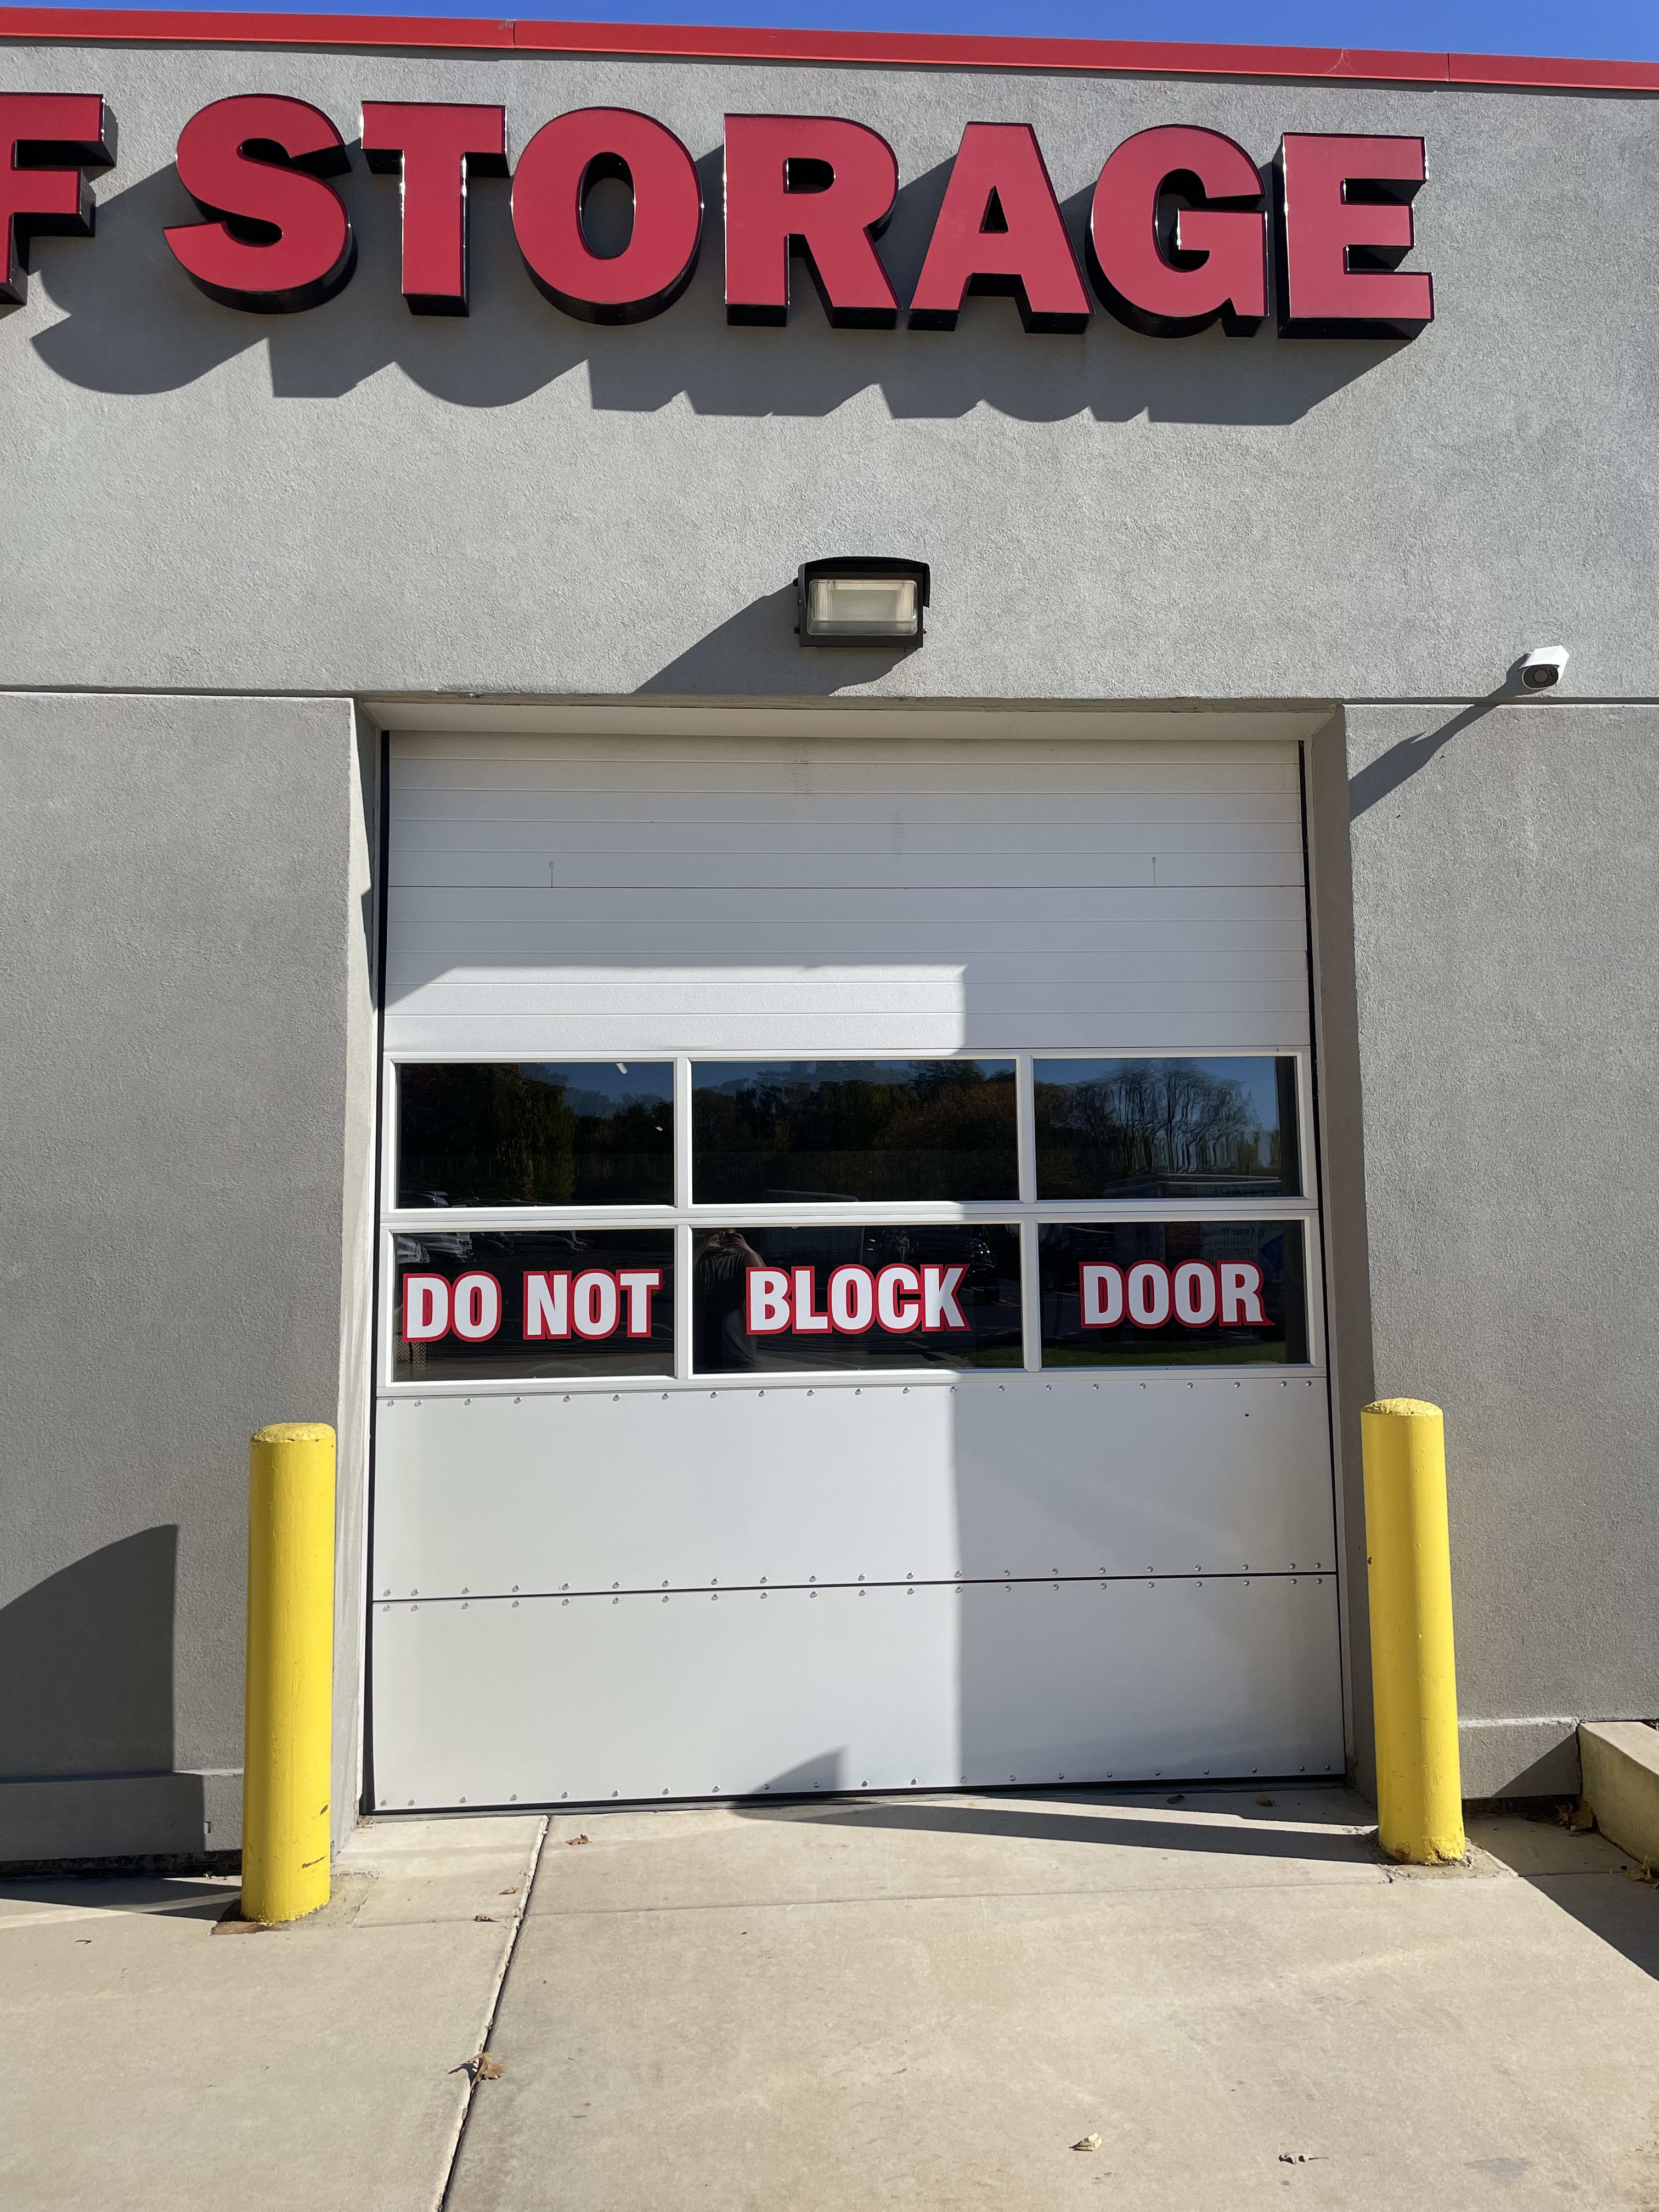 F STORAGE
DO NOT BLOCK DOOR